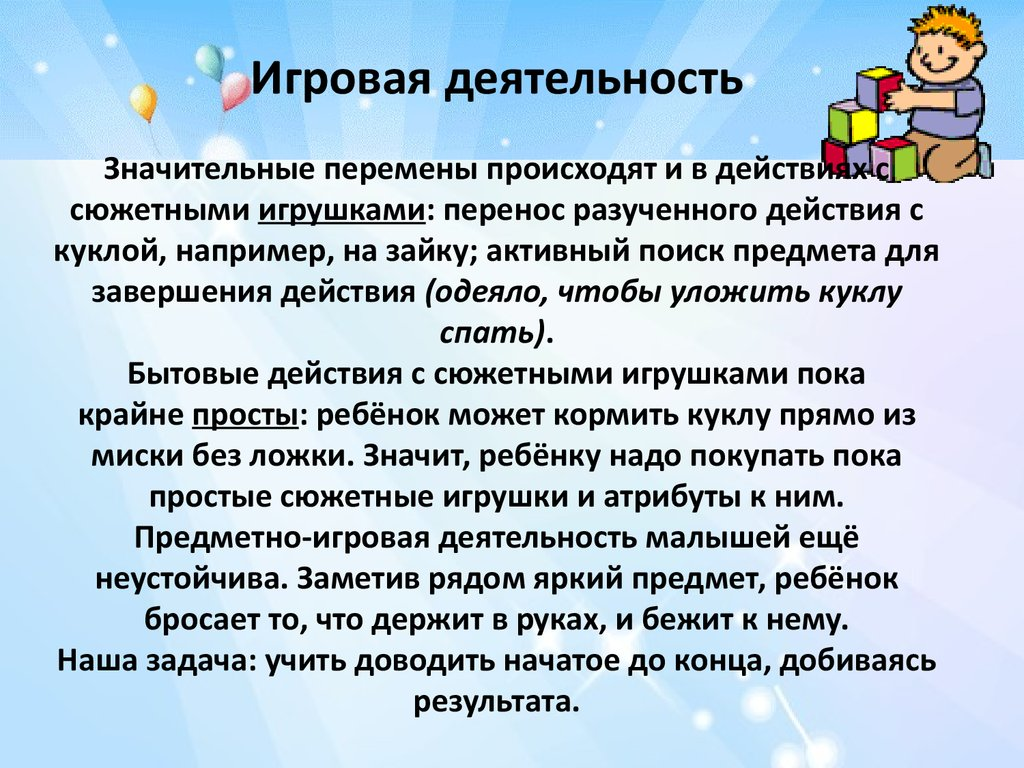 Игровая деятельность
Значительные перемены происходят и в действиях с
сюжетными игрушками: перенос разученного действия с
куклой, например, на зайку; активный поиск предмета для
завершения действия (одеяло, чтобы уложить куклу
спать).
Бытовые действия с сюжетными игрушками пока
крайне просты: ребёнок может кормить куклу прямо из
миски без ложки. Значит, ребёнку надо покупать пока
простые сюжетные игрушки и атрибуты к ним.
Предметно-игровая деятельность малышей ещё
неустойчива. Заметив рядом яркий предмет, ребёнок
бросает то, что держит в руках, и бежит к нему.
Наша задача: учить доводить начатое до конца, добиваясь
результата.